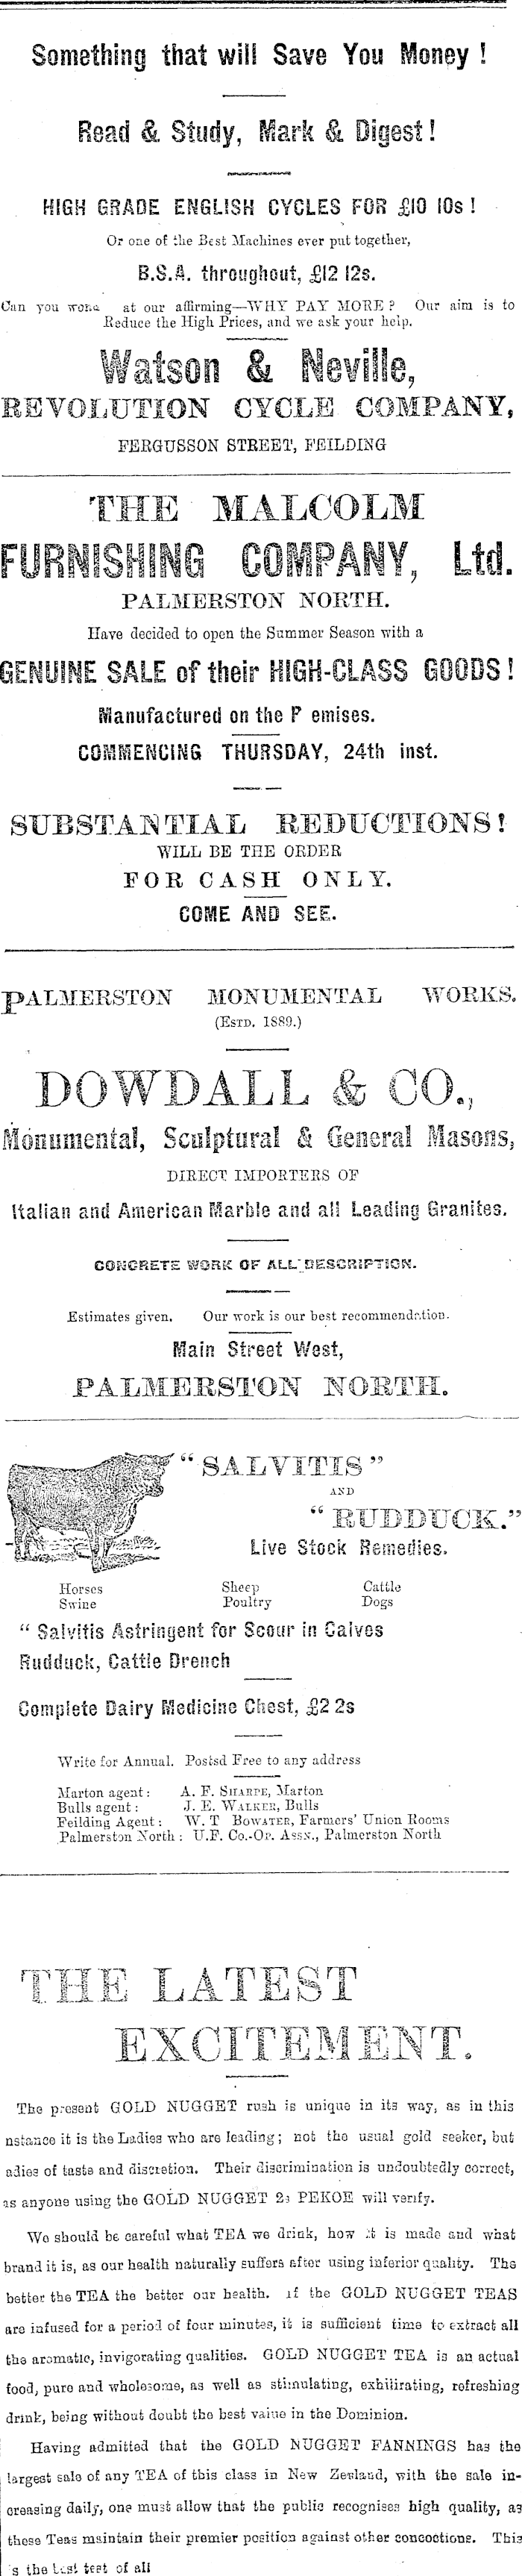 Something that will Save You Money !
Read & Study, Mark & Digest !
HIGH GRADE ENGLISH CYCLES FOR £10 10s !
Or one of the Best Machines ever put together,
B.S.A. throughout, £12 12s.
Can you at our affirming—WHY PAY MORE ? Our aim is to
Reduce the High Prices, and we ask your help.
Watson & Neville,
REVOLUTION CYCLE COMPANY,
FERGUSSON STREET, FEILDING
THE MALCOLM
FURNISHING COMPANY, Ltd.
PALMERSTON NORTH.
Have decided to open the Summer Season with a
GENUINE SALE of their HIGH-CLASS GOODS !
Manufactured on the P emises.
COMMENCING THURSDAY, 24th inst.
SUBSTANTIAL REDUCTIONS !
WILL BE THE ORDER
FOR CASH ONLY.
COME AND SEE.
PALMERSTON MONUMENTAL WORKS.
(ESTD. 1889.)
DOWDALL & CO.,
Monumental, Sculptural & General Masons,
DIRECT IMPORTERS OF
Italian and American Marble and all Leading Granites.
CONCRETE WORK OF ALL DESCRIPTION.
Estimates given. Our work is our best recommendation.
Main Street West,
PALMERSTON NORTH.
"SALVITIS"
AND
"RUDDUCK."
Live Stock Remedies.
Horses Sheep Cattle
Swine Poultry Dogs
" Salvitis Astringent for Scour in Calves
Rudduck, Cattle Drench
Complete Dairy Medicine Chest, £2 2s
Write for Annual. Postsd Free to any address
Marton agent : A. F. SHARPE, Marton
Bulls agent : J. E. WALKER, Bulls
Feilding Agent : W. T BOWATER, Farmers' Union Rooms
Palmerston North : U.F. Co.-OP. ASSN., Palmerston North
THE LATEST
EXCITEMENT.
The present GOLD NUGGET rush is unique in its way, as in this
nstance it is the Ladies who are leading ; not the usual gold seeker, but
adies of taste and discretion. Their discrimination is undoubtedly correct,
as anyone using the GOLD NUGGET 2s PEKOE will verify.
We should be careful what TEA we drink, how it is made and what
brand it is, as our health naturally suffers after using inferior quality. The
better the TEA the better our health. If the GOLD NUGGET TEAS
are infused for a period of four minutes, it is sufficient time to extract all
the aromatic, invigorating qualities. GOLD NUGGET TEA is an actual
food, pure and wholesome, as well as stimulating, exhilirating, refreshing
drink, being without doubt the best value in the Dominion.
Having admitted that the GOLD NUGGET FANNINGS has the
largest sale of any TEA of this class in New Zealand, with the sale in-
creasing daily, one must allow that the public recognises high quality, as
these Teas maintain their premier position against other concoctions. This
s the test of all